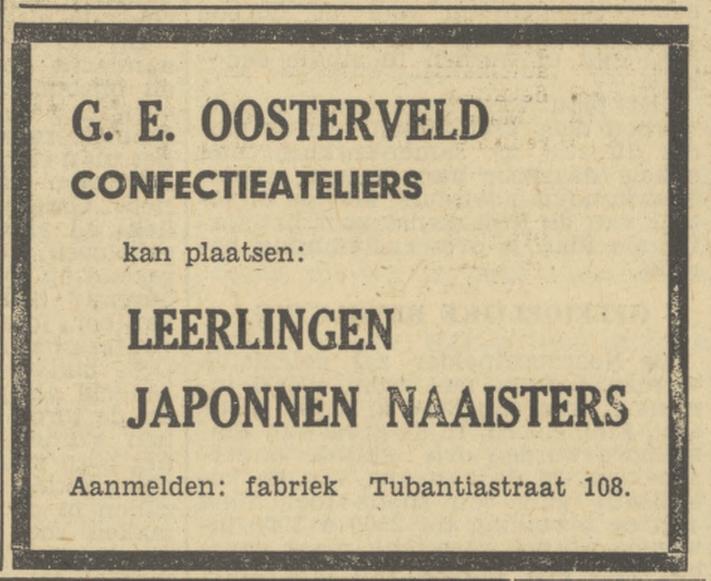 G. E. OOSTERVELD
CONFECTIEATELIERS
kan plaatsen:
LEERLINGEN
JAPONNEN NAAISTERS
Aanmelden: fabriek Tubantiastraat 108.